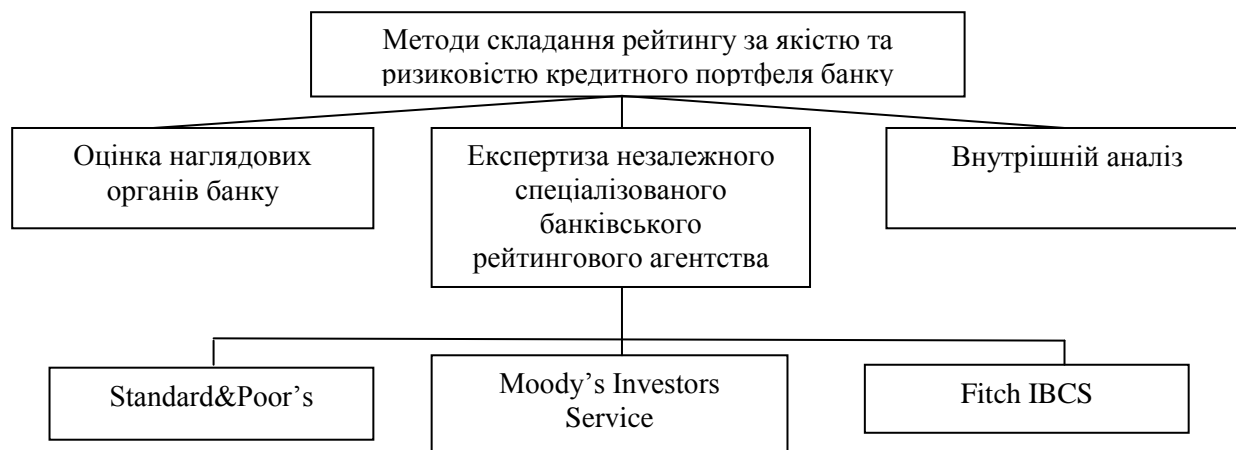 Методи складання рейтингу за якістю та
ризиковістю кредитного портфеля банку
Оцінка наглядових
органів банку
Експертиза незалежного
спеціалізованого
банківського
рейтингового агентства
Внутрішній аналіз
Standard&Poor’s
Moody’s Investors
Service
Fitch IBCS